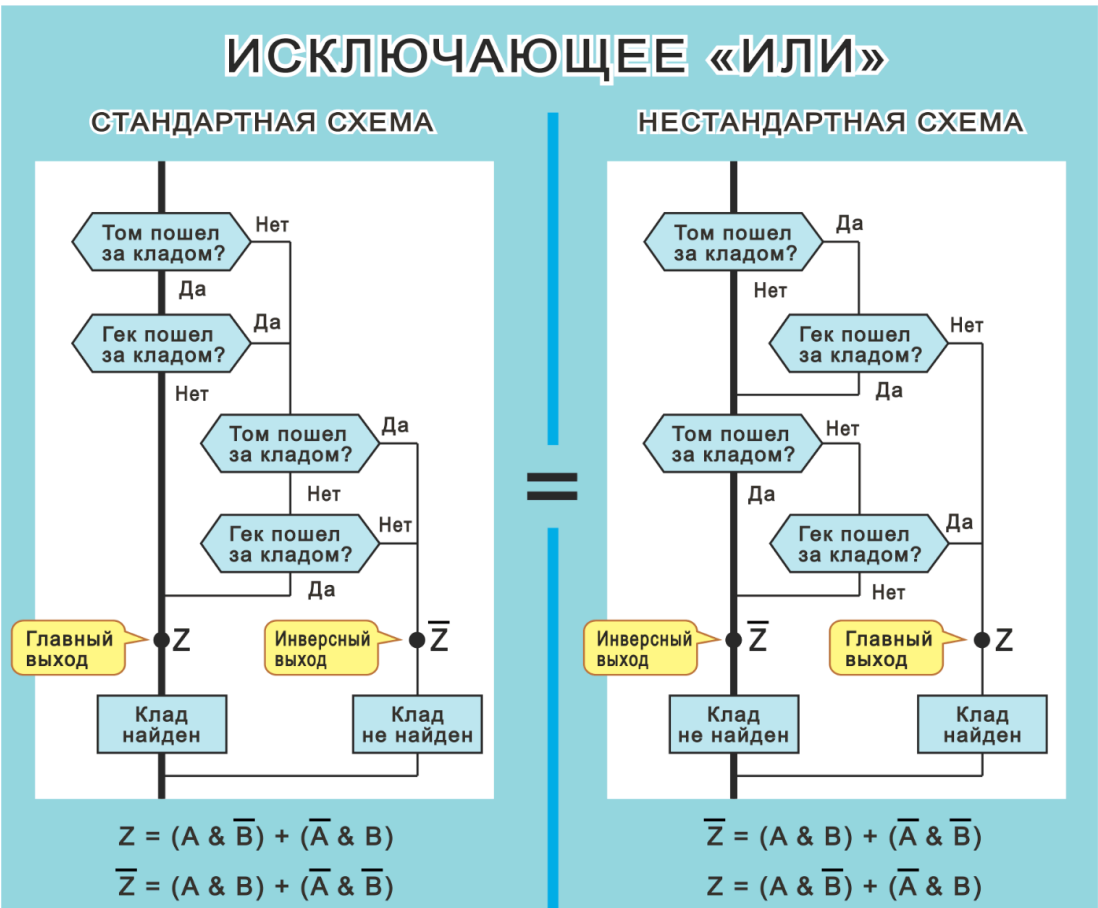 ИСКЛЮЧАЮЩЕЕ «ИЛИ»
СТАНДАРТНАЯ СХЕМА
Том пошел
за кладом?
Нет
Да
Гек пошел
за кладом?
Да
Нет
Том пошел
за кладом?
Да
Нет
Гек пошел
за кладом?
Нет
Да
Главный
выход
Z
Инверсный
выход
Z̅
Клад
найден
Клад
не найден
Z = (A & B̅) + (A̅ & B)
Z̅ = (A & B) + (A̅ & B̅)
=
НЕСТАНДАРТНАЯ СХЕМА
Том пошел
за кладом?
Да
Нет
Гек пошел
за кладом?
Нет
Да
Том пошел
за кладом?
Нет
Да
Гек пошел
за кладом?
Да
Нет
Инверсный
выход
Z̅
Главный
выход
Z
Клад
не найден
Клад
найден
Z̅ = (A & B) + (A̅ & B̅)
Z = (A & B̅) + (A̅ & B)